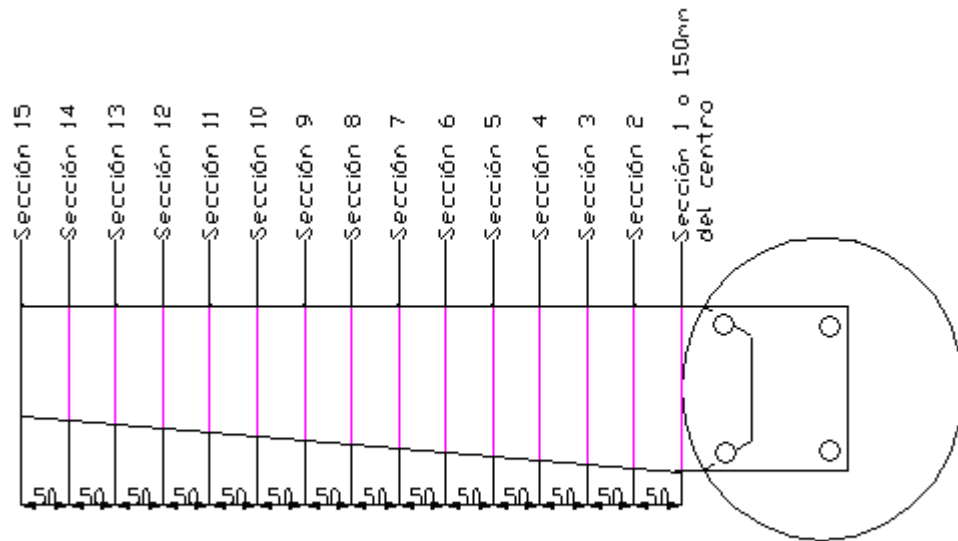 Sección 15
Sección 14
Sección 13
Sección 12
Sección 11
Sección 10
Sección 9
Sección 8
Sección 7
Sección 6
Sección 5
Sección 4
Sección 3
Sección 2
Sección 1 o 150mm
del centro
50 50 50 50 50 50 50 50 50 50 50 50 50 50